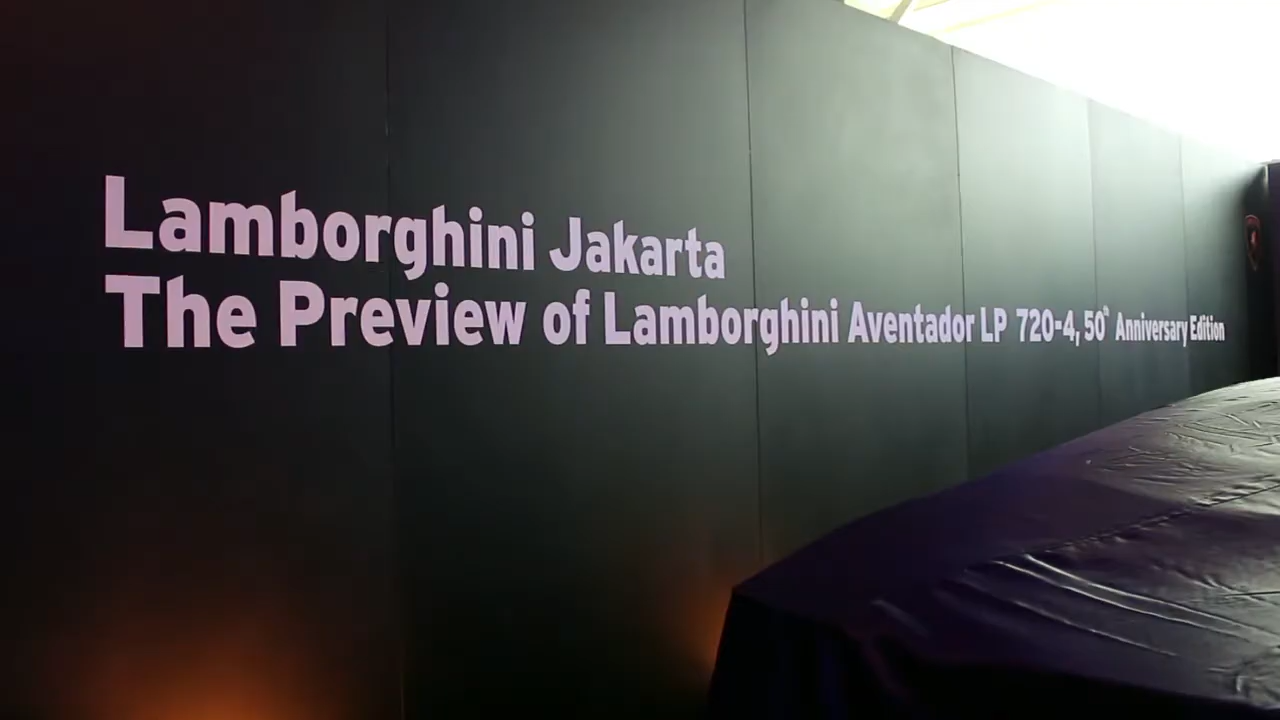 Lamborghini Jakarta
The Preview of Lamborghini Aventador LP 720-4, 50° Anniversary Edition